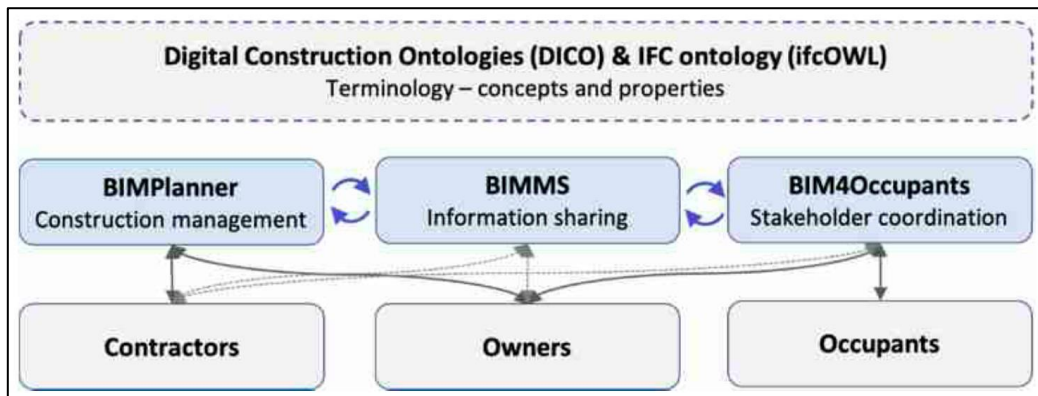 Digital Construction Ontologies (DICO) & IFC ontology (ifcOWL)
Terminology – concepts and properties
BIMPlanner
Construction management
BIMMS
Information sharing
BIM4Occupants
Stakeholder coordination
Contractors
Owners
Occupants